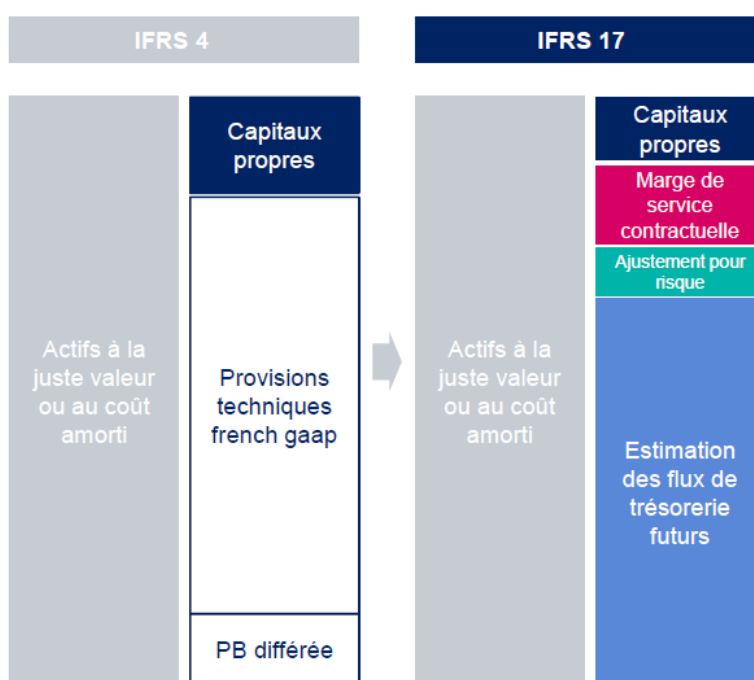 IFRS 4
IFRS 17
Actifs à la
juste valeur
ou au coût
amorti
Capitaux
propres
Provisions
techniques
french gaap
PB différée
Actifs à la
juste valeur
ou au coût
amorti
Capitaux
propres
Marge de
service
contractuelle
Ajustement pour
risque
Estimation
des flux de
trésorerie
futurs